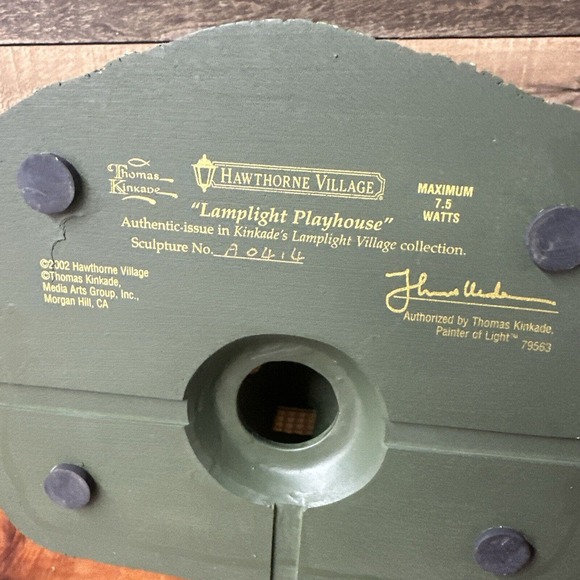 Thomas
Kinkade
HAWTHORNE VILLAGE
MAXIMUM
7.5
WATTS
"Lamplight Playhouse"
Authentic-issue in Kinkade's Lamplight Village collection.
Sculpture No. A0414
©2002 Hawthorne Village
©Thomas Kinkade,
Media Arts Group, Inc.,
Morgan Hill, CA
Authorized by Thomas Kinkade,
Painter of Light™ 79563